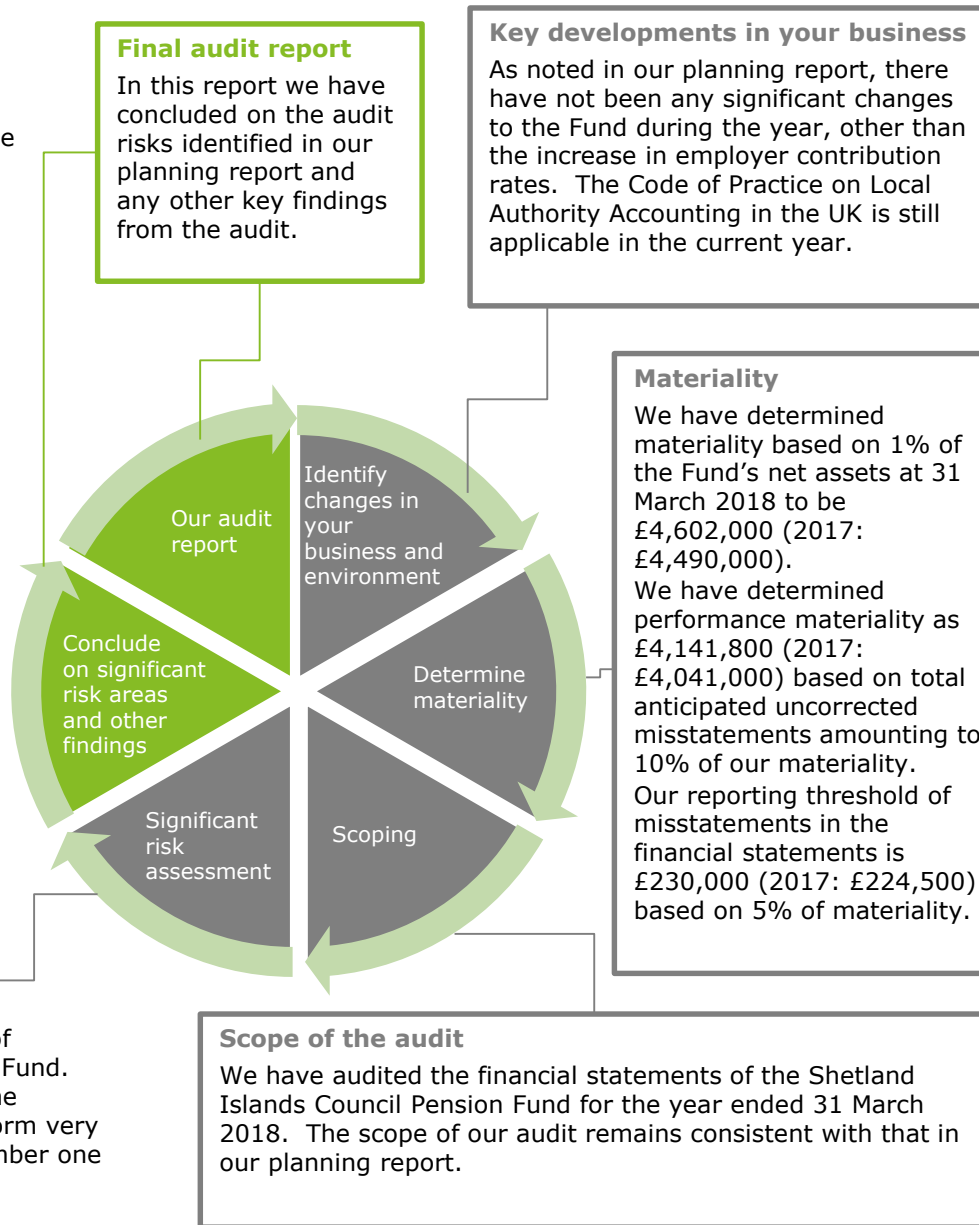 Final audit report
In this report we have
concluded on the audit
risks identified in our
planning report and
any other key findings
from the audit.
Key developments in your business
As noted in our planning report, there
have not been any significant changes
to the Fund during the year, other than
the increase in employer contribution
rates. The Code of Practice on Local
Authority Accounting in the UK is still
applicable in the current year.
Materiality
We have determined
materiality based on 1% of
the Fund's net assets at 31
March 2018 to be
£4,602,000 (2017:
£4,490,000).
We have determined
performance materiality as
£4,141,800 (2017:
£4,041,000) based on total
anticipated uncorrected
misstatements amounting to
10% of our materiality.
Our reporting threshold of
misstatements in the
financial statements is
£230,000 (2017: £224,500)
based on 5% of materiality.
Identify
changes in
your
business and
environment
Our audit
report
Determine
materiality
Conclude
on significant
risk areas
and other
findings
Significant
risk
assessment
Scoping
Fund.
Scope of the audit
We have audited the financial statements of the Shetland
Islands Council Pension Fund for the year ended 31 March
2018. The scope of our audit remains consistent with that in
our planning report.
very
one